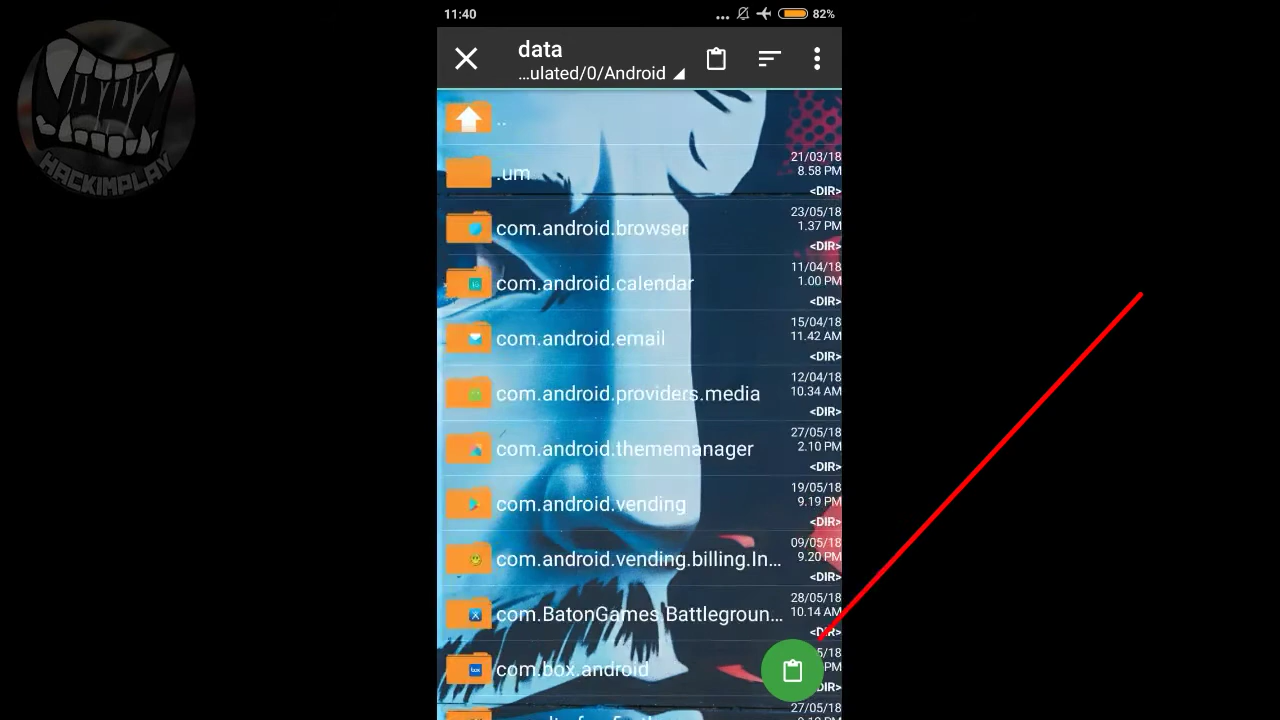 11:40
82%
HACKIMPLAY
data
...ulated/0/Android
..
.um
21/03/18
8.58 PM
<DIR>
com.android.browser
23/05/18
1.37 PM
<DIR>
com.android.calendar
11/04/18
1.00 PM
<DIR>
com.android.email
15/04/18
11.42 AM
<DIR>
com.android.providers.media
12/04/18
10.34 AM
<DIR>
com.android.thememanager
27/05/18
2.10 PM
<DIR>
com.android.vending
19/05/18
9.19 PM
<DIR>
com.android.vending.billing.In...
09/05/18
9.20 PM
<DIR>
com.BatonGames.Battlegroun...
28/05/18
10.14 AM
<DIR>
com.box.android
box
27/05/18